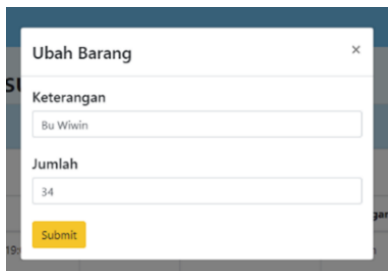 Ubah Barang ×
Keterangan
Bu Wiwin
Jumlah
34
Submit